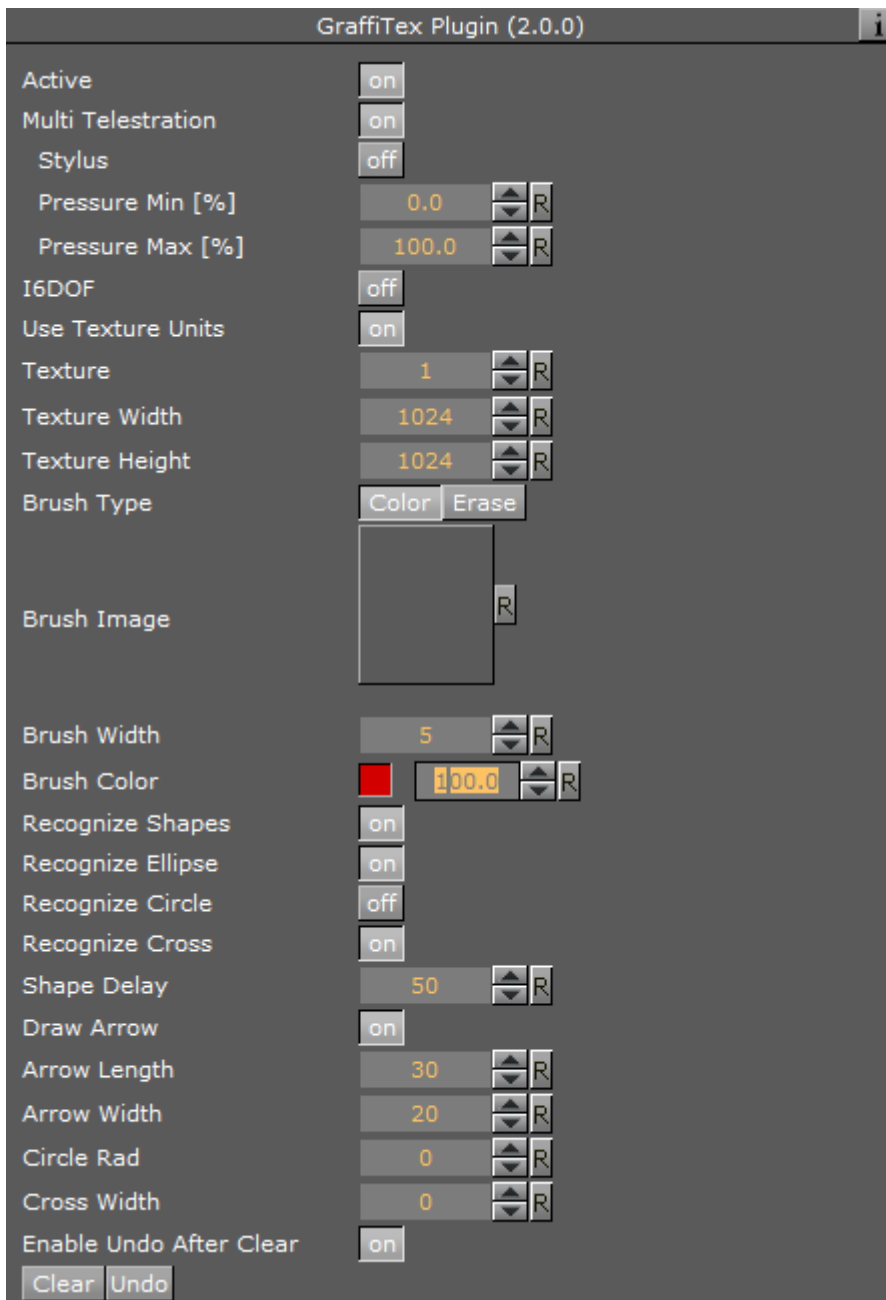 GraffiTex Plugin (2.0.0) i
Active on
Multi Telestration on
Stylus off
Pressure Min [%] 0.0 R
Pressure Max [%] 100.0 R
I6DOF off
Use Texture Units on
Texture 1 R
Texture Width 1024 R
Texture Height 1024 R
Brush Type Color Erase
Brush Image R
Brush Width 5 R
Brush Color 100.0 R
Recognize Shapes on
Recognize Ellipse on
Recognize Circle off
Recognize Cross on
Shape Delay 50 R
Draw Arrow on
Arrow Length 30 R
Arrow Width 20 R
Circle Rad 0 R
Cross Width 0 R
Enable Undo After Clear on
Clear Undo